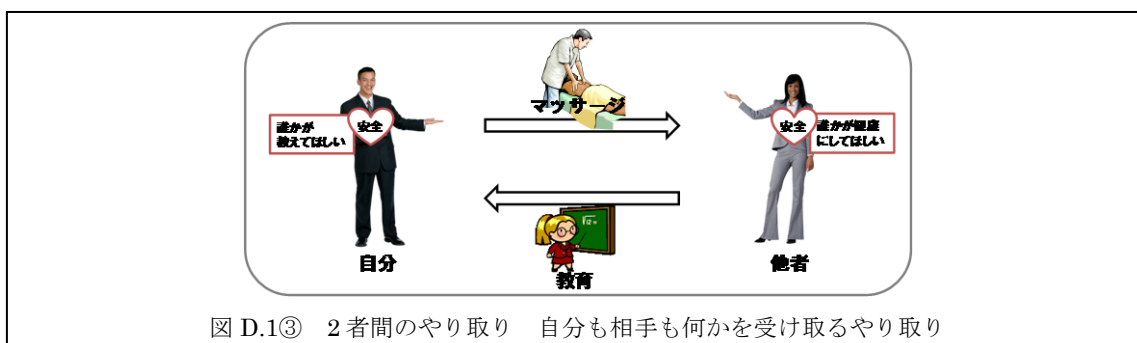 マッサージ
誰かが
教えてほしい
安全
安全
誰かが健康
にしてほしい
自分
教育
他者
図 D.1③ 2者間のやり取り 自分も相手も何かを受け取るやり取り